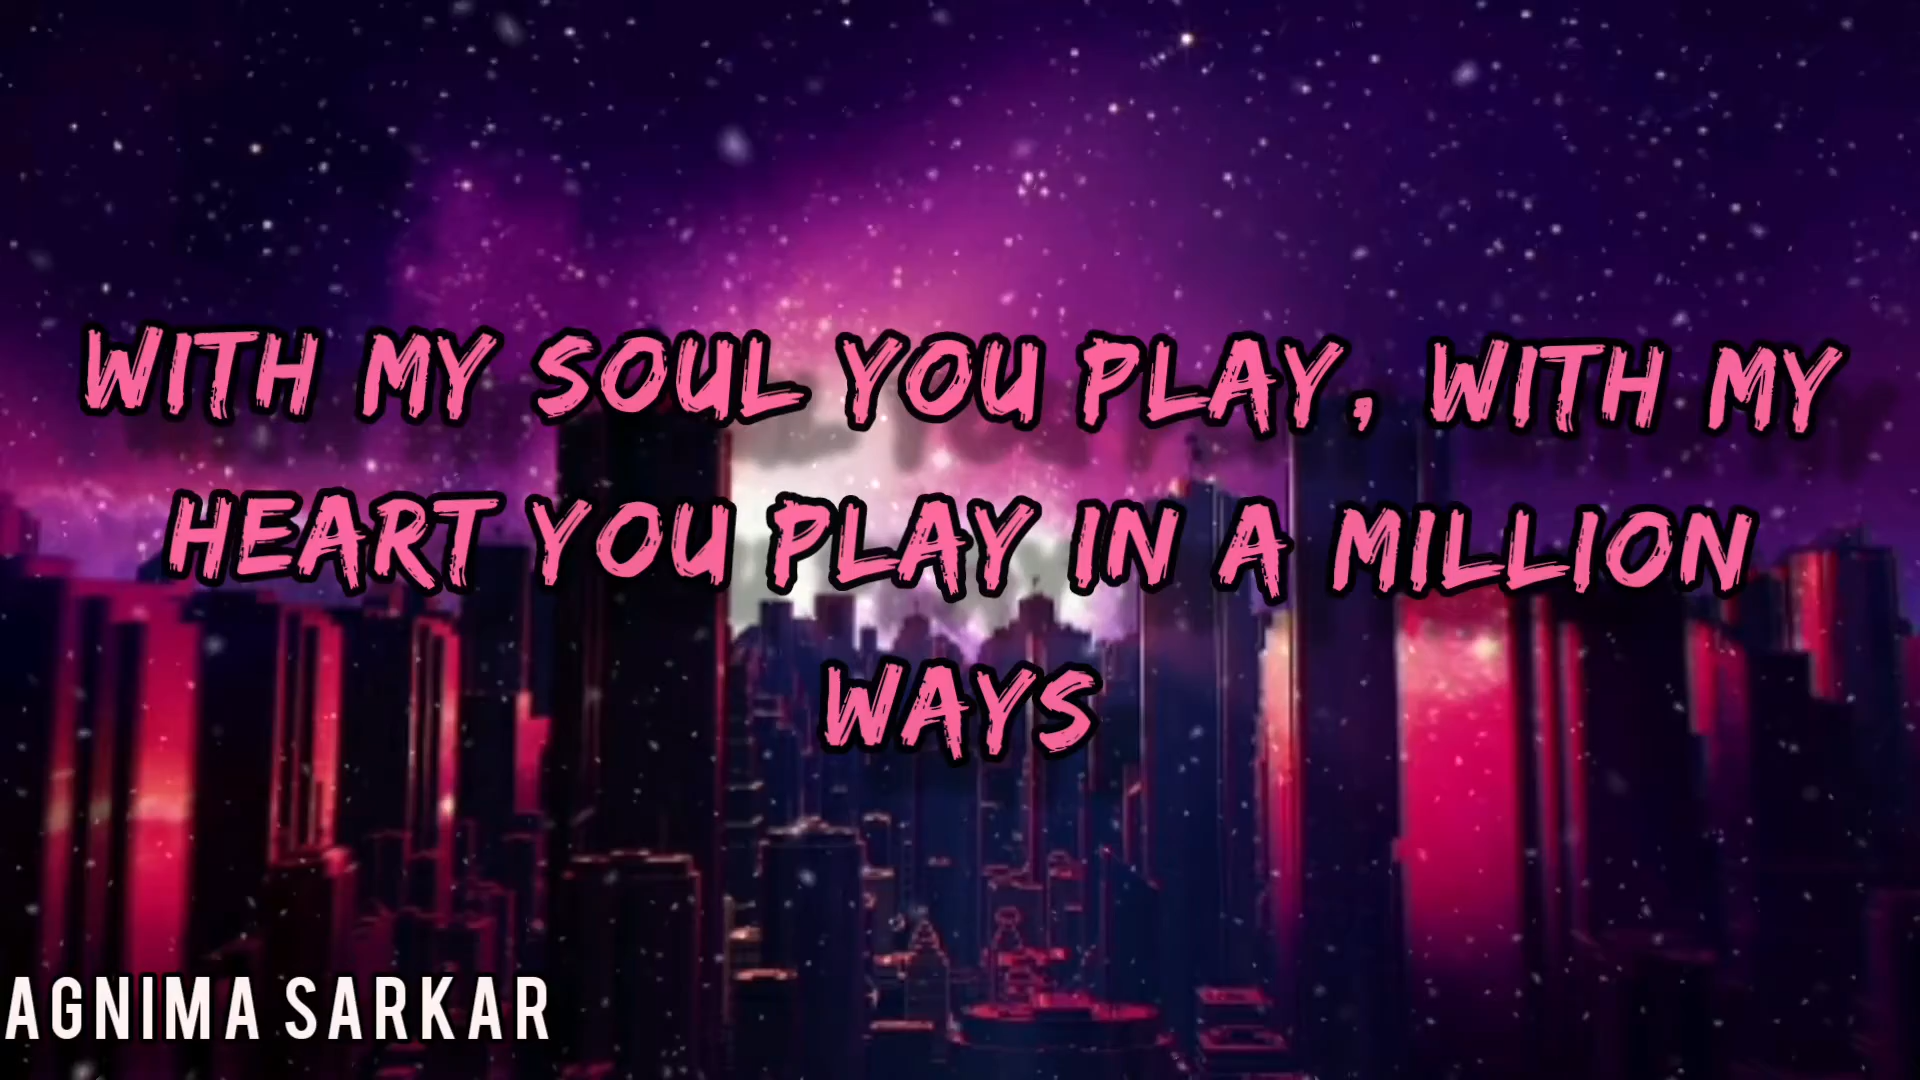 WITH MY SOUL YOU PLAY, WITH MY
HEART YOU PLAY IN A MILLION
WAYS
AGNIMA SARKAR